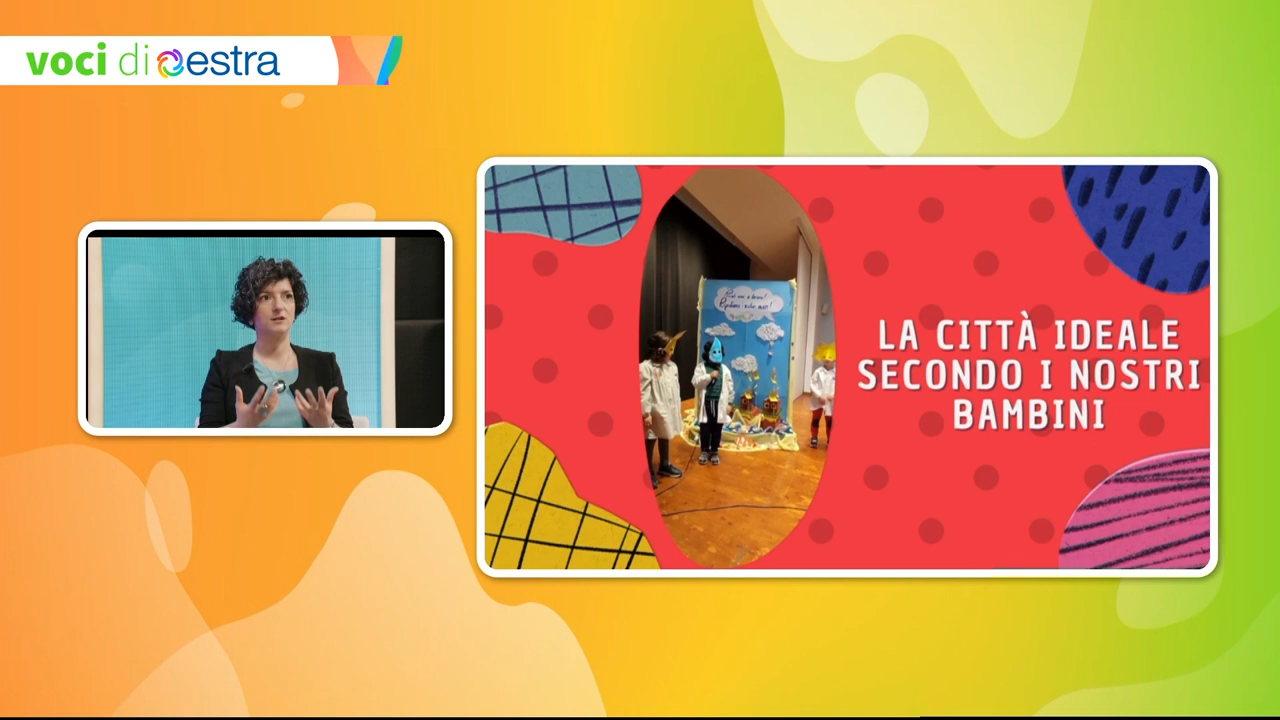 voci di estra
LA CITTÀ IDEALE
SECONDO I NOSTRI
BAMBINI